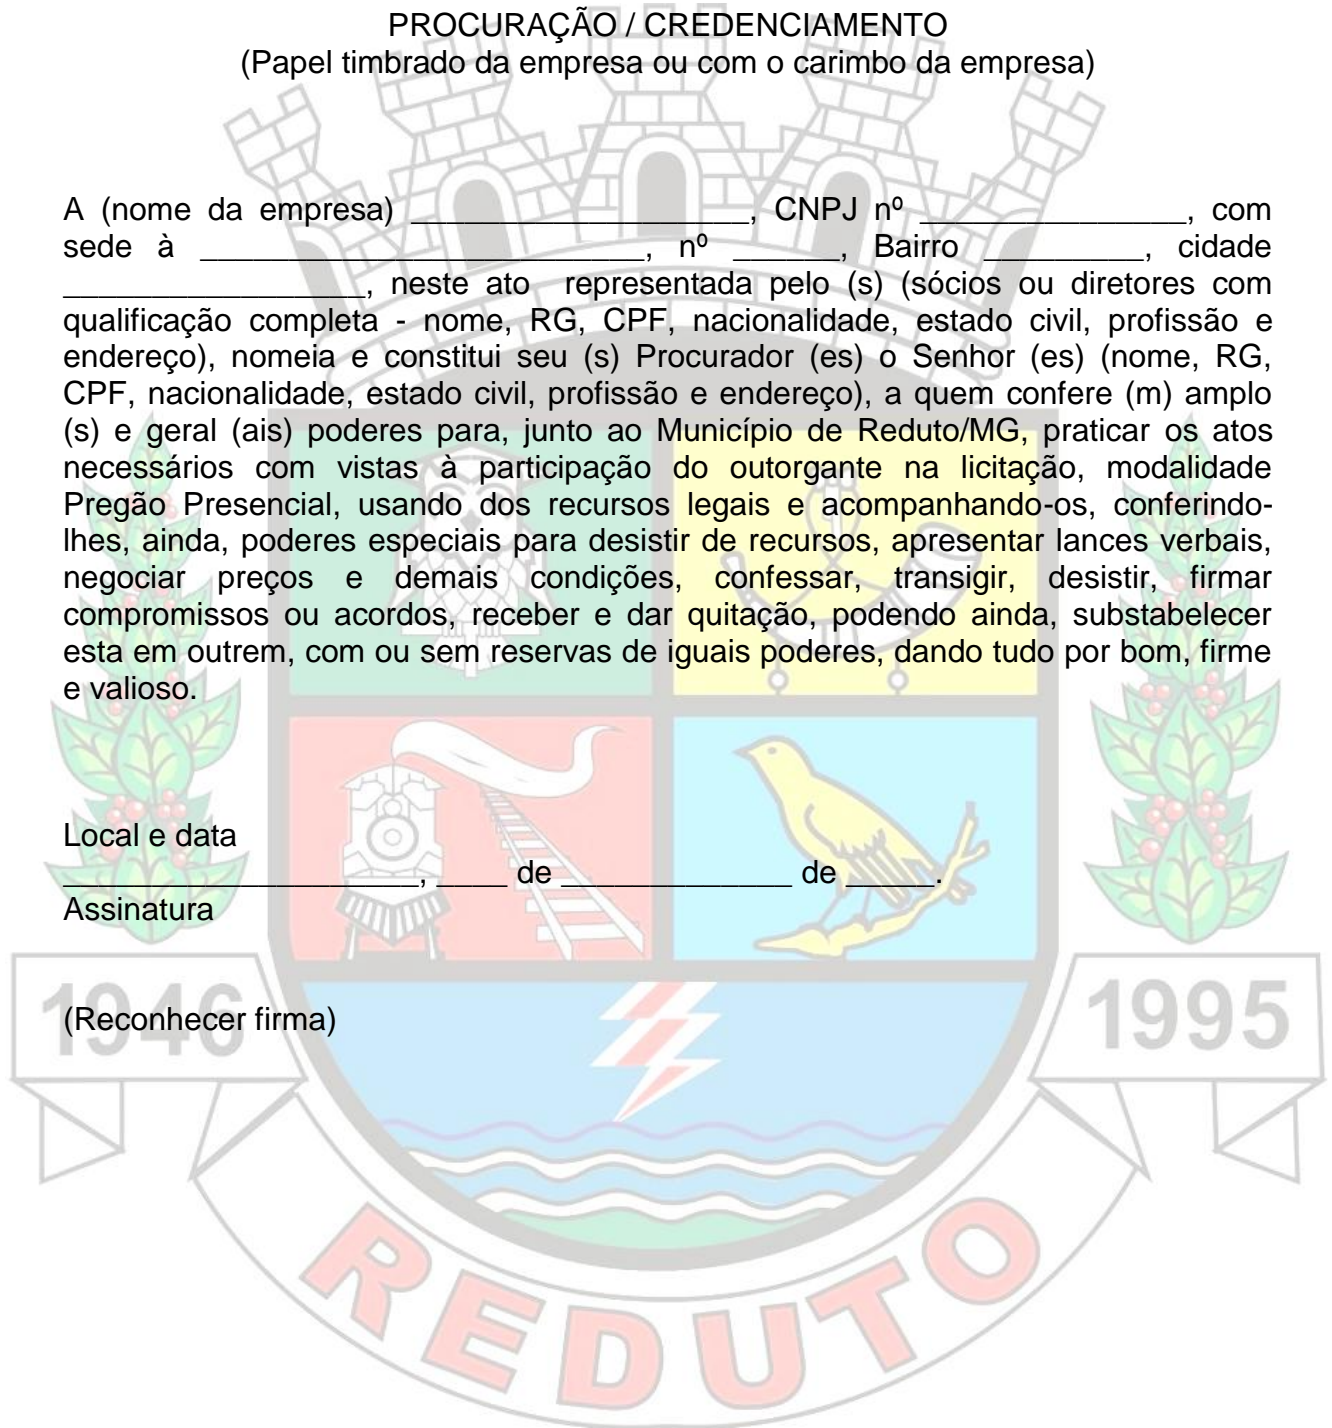 PROCURAÇÃO / CREDENCIAMENTO
(Papel timbrado da empresa ou com o carimbo da empresa)
A (nome da empresa) ___________________, CNPJ nº _______________, com
sede à _________________________, nº ______, Bairro _________, cidade
_________________, neste ato representada pelo (s) (sócios ou diretores com
qualificação completa - nome, RG, CPF, nacionalidade, estado civil, profissão e
endereço), nomeia e constitui seu (s) Procurador (es) o Senhor (es) (nome, RG,
CPF, nacionalidade, estado civil, profissão e endereço), a quem confere (m) amplo
(s) e geral (ais) poderes para, junto ao Município de Reduto/MG, praticar os atos
necessários com vistas à participação do outorgante na licitação, modalidade
Pregão Presencial, usando dos recursos legais e acompanhando-os, conferindo-
lhes, ainda, poderes especiais para desistir de recursos, apresentar lances verbais,
negociar preços e demais condições, confessar, transigir, desistir, firmar
compromissos ou acordos, receber e dar quitação, podendo ainda, substabelecer
esta em outrem, com ou sem reservas de iguais poderes, dando tudo por bom, firme
e valioso.
Local e data
____________________, ____ de _____________ de _____.
Assinatura
(Reconhecer firma)
1946
1995
REDUTO